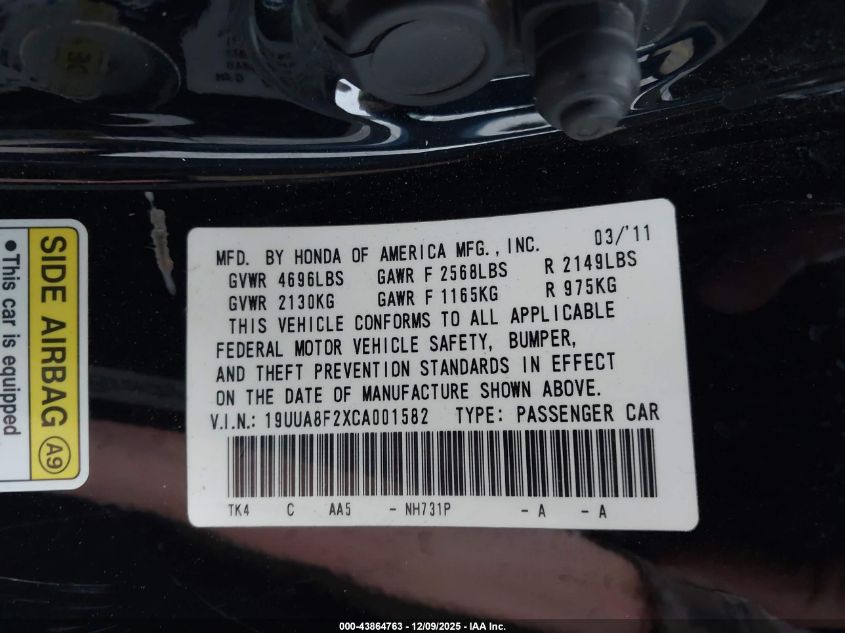 MFD. BY HONDA OF AMERICA MFG., INC. 03/'11
GVWR 4696LBS GAWR F 2568LBS R 2149LBS
GVWR 2130KG GAWR F 1165KG R 975KG
THIS VEHICLE CONFORMS TO ALL APPLICABLE
FEDERAL MOTOR VEHICLE SAFETY, BUMPER,
AND THEFT PREVENTION STANDARDS IN EFFECT
ON THE DATE OF MANUFACTURE SHOWN ABOVE.
V.I.N.: 19UUA8F2XCA001582 TYPE: PASSENGER CAR
TK4 C AA5 - NH731P - A - A
SIDE AIRBAG A9
•This car is equipped
000-43864763 - 12/09/2025 - IAA Inc.